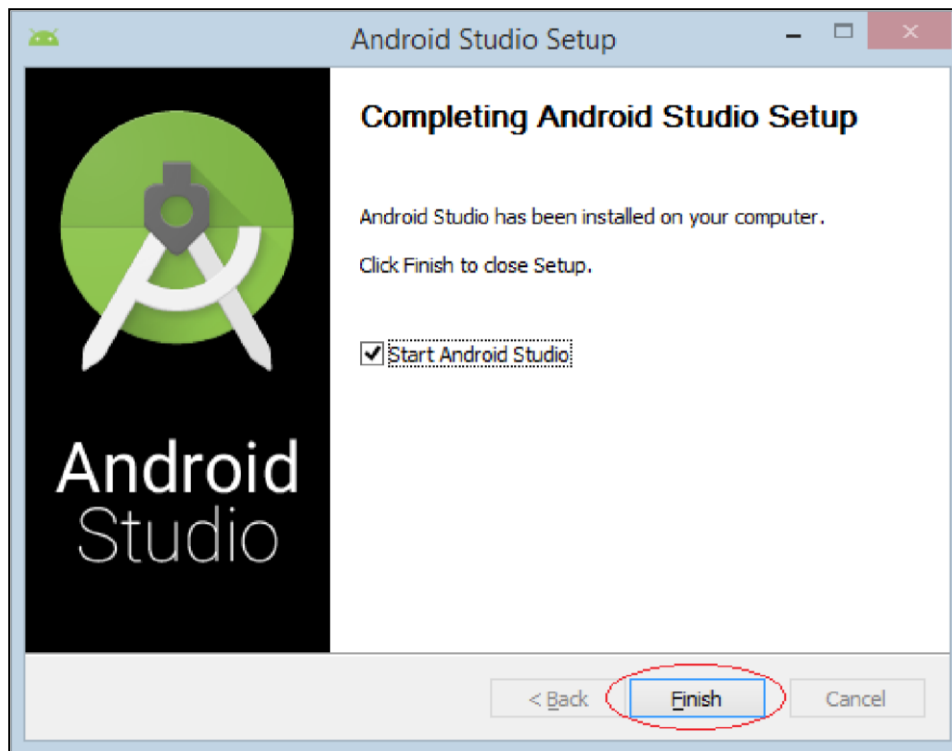 Android Studio Setup
Completing Android Studio Setup
Android Studio has been installed on your computer.
Click Finish to close Setup.
Start Android Studio
Android
Studio
< Back
Finish
Cancel